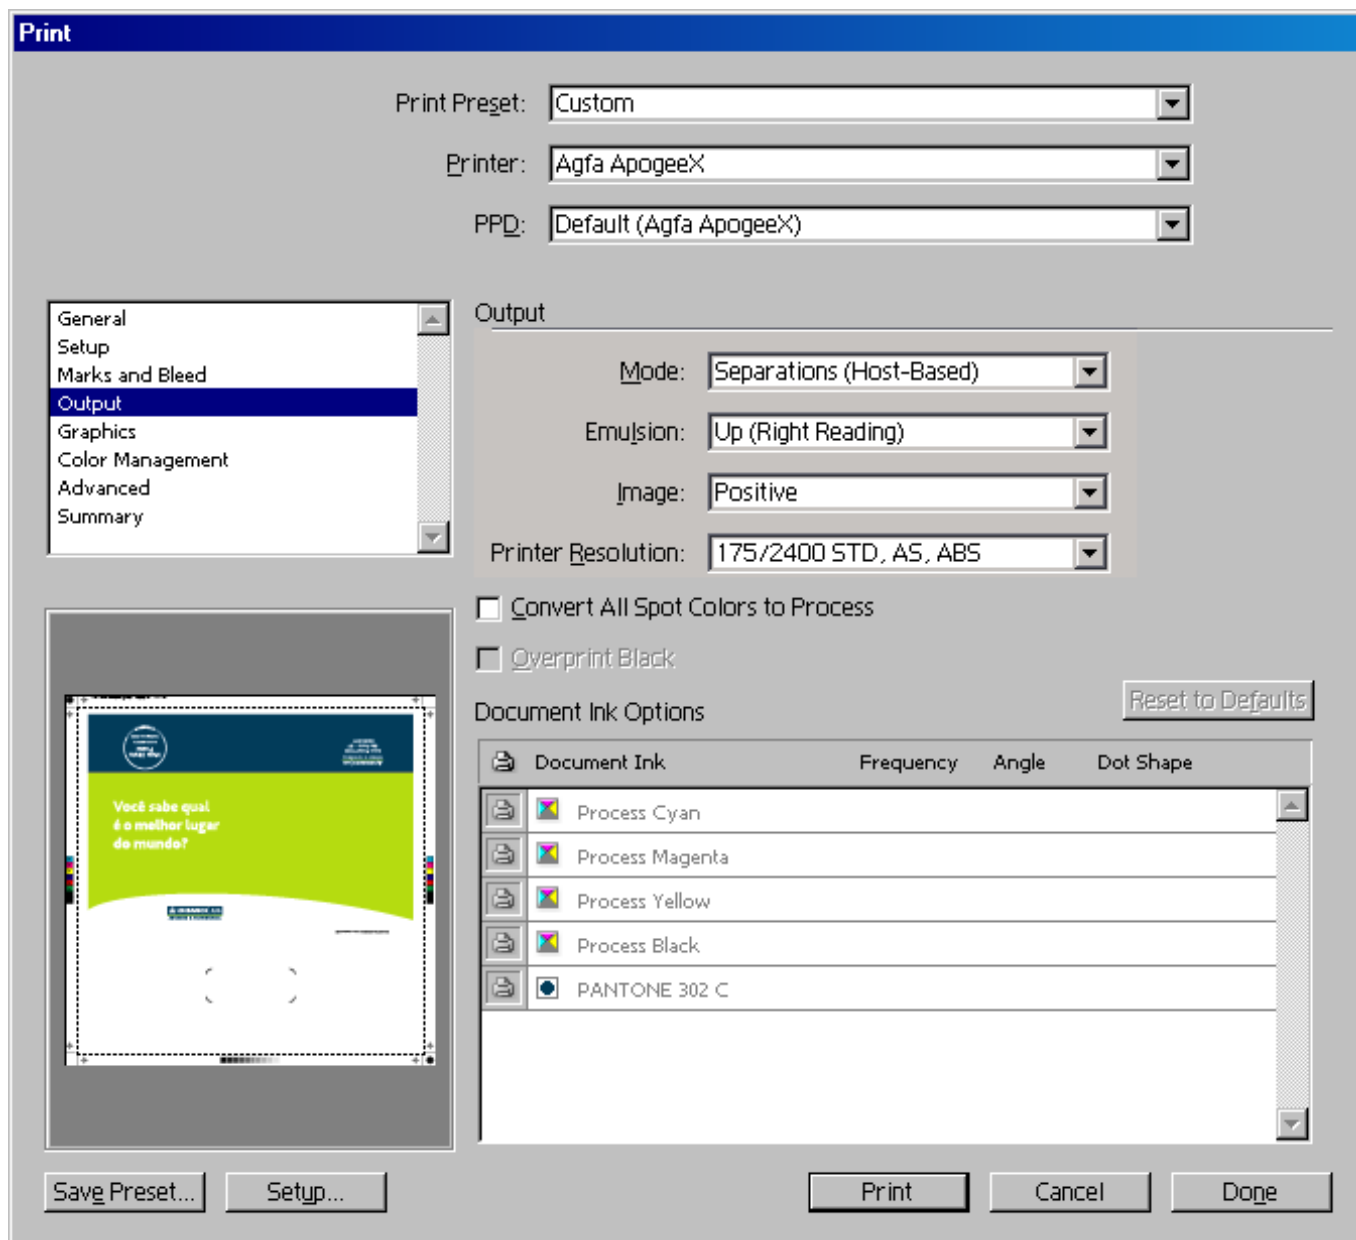 Print
Print Preset: Custom
Printer: Agfa ApogeeX
PPD: Default (Agfa ApogeeX)
General
Setup
Marks and Bleed
Output
Graphics
Color Management
Advanced
Summary
Output
Mode: Separations (Host-Based)
Emulsion: Up (Right Reading)
Image: Positive
Printer Resolution: 175/2400 STD, AS, ABS
Convert All Spot Colors to Process
Overprint Black
Document Ink Options
Reset to Defaults
Document Ink Frequency Angle Dot Shape
Process Cyan
Process Magenta
Process Yellow
Process Black
PANTONE 302 C
Você sabe qual
é o melhor lugar
do mundo?
Save Preset...
Setup...
Print
Cancel
Done